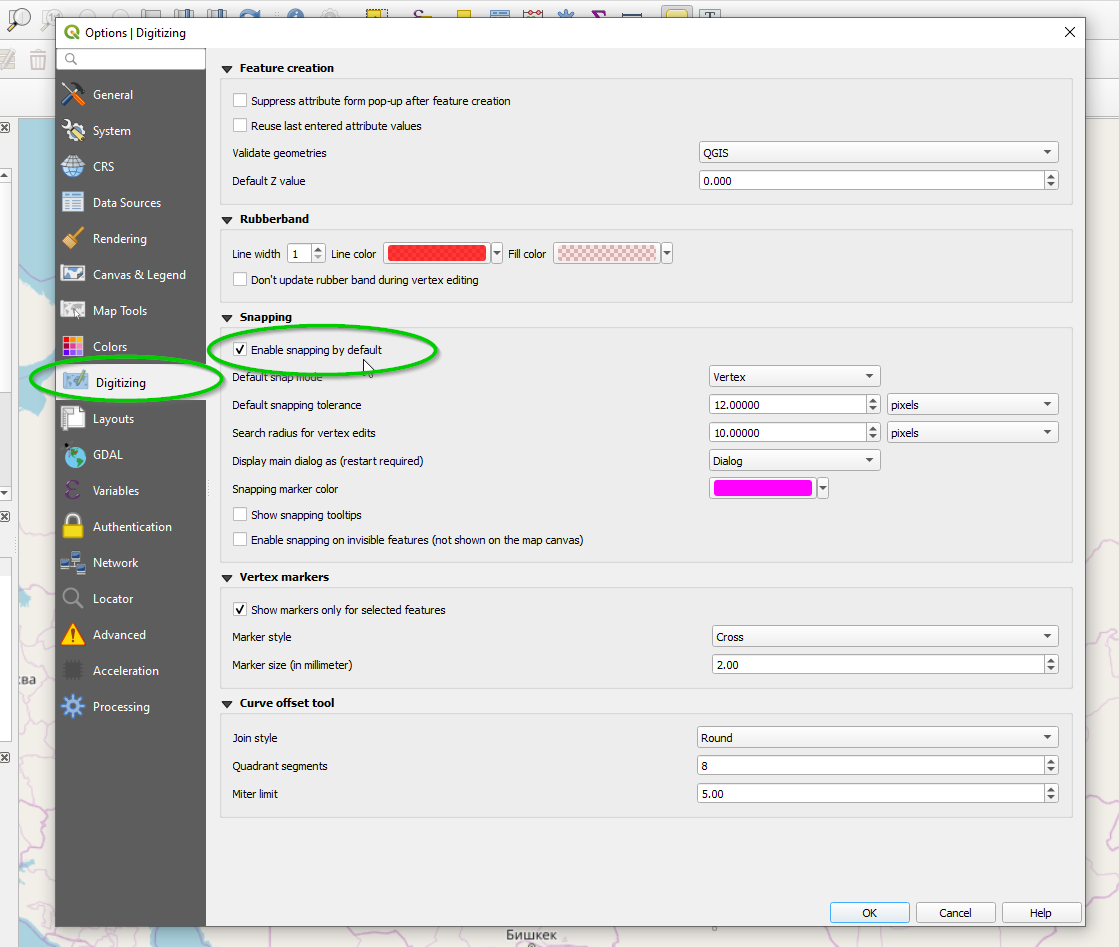 Options | Digitizing
General
System
CRS
Data Sources
Rendering
Canvas & Legend
Map Tools
Colors
Digitizing
Layouts
GDAL
Variables
Authentication
Network
Locator
Advanced
Acceleration
Processing
Feature creation
Suppress attribute form pop-up after feature creation
Reuse last entered attribute values
Validate geometries QGIS
Default Z value 0.000
Rubberband
Line width 1 Line color Fill color
Don't update rubber band during vertex editing
Snapping
Enable snapping by default
Default snap mode Vertex
Default snapping tolerance 12.00000 pixels
Search radius for vertex edits 10.00000 pixels
Display main dialog as (restart required) Dialog
Snapping marker color
Show snapping tooltips
Enable snapping on invisible features (not shown on the map canvas)
Vertex markers
Show markers only for selected features
Marker style Cross
Marker size (in millimeter) 2.00
Curve offset tool
Join style Round
Quadrant segments 8
Miter limit 5.00
OK Cancel Help
ква
Бишкек